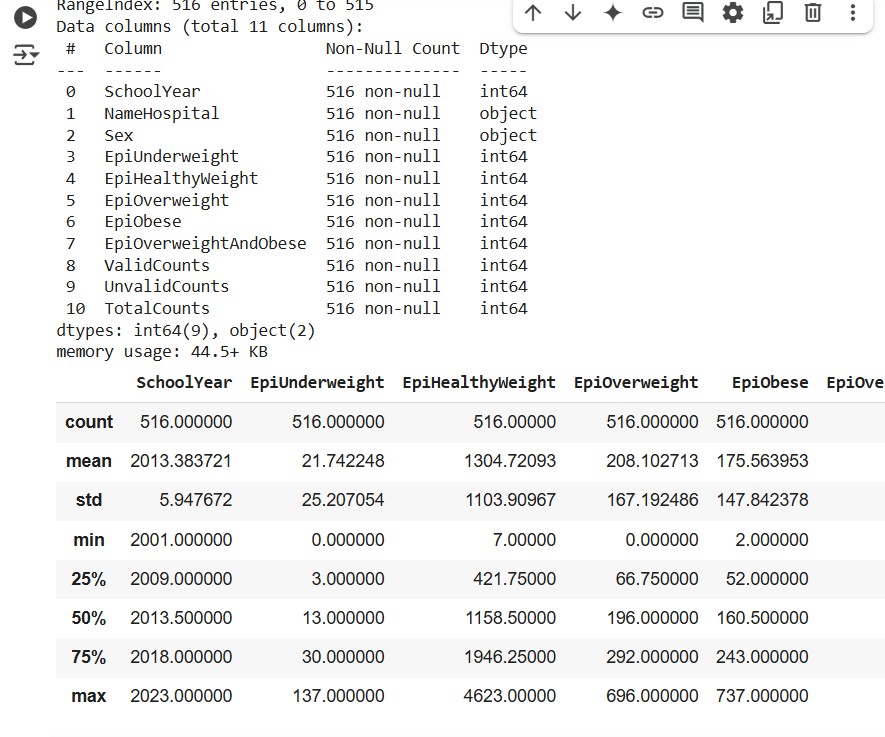 RangeIndex: 516 entries, 0 to 515
Data columns (total 11 columns):
# Column Non-Null Count Dtype
--- ------ -------------- -----
0 SchoolYear 516 non-null int64
1 NameHospital 516 non-null object
2 Sex 516 non-null object
3 EpiUnderweight 516 non-null int64
4 EpiHealthyWeight 516 non-null int64
5 EpiOverweight 516 non-null int64
6 EpiObese 516 non-null int64
7 EpiOverweightAndObese 516 non-null int64
8 ValidCounts 516 non-null int64
9 UnvalidCounts 516 non-null int64
10 TotalCounts 516 non-null int64
dtypes: int64(9), object(2)
memory usage: 44.5+ KB
SchoolYear EpiUnderweight EpiHealthyWeight EpiOverweight EpiObese EpiOve
count 516.000000 516.000000 516.00000 516.000000 516.000000
mean 2013.383721 21.742248 1304.72093 208.102713 175.563953
std 5.947672 25.207054 1103.90967 167.192486 147.842378
min 2001.000000 0.000000 7.00000 0.000000 2.000000
25% 2009.000000 3.000000 421.75000 66.750000 52.000000
50% 2013.500000 13.000000 1158.50000 196.000000 160.500000
75% 2018.000000 30.000000 1946.25000 292.000000 243.000000
max 2023.000000 137.000000 4623.00000 696.000000 737.000000